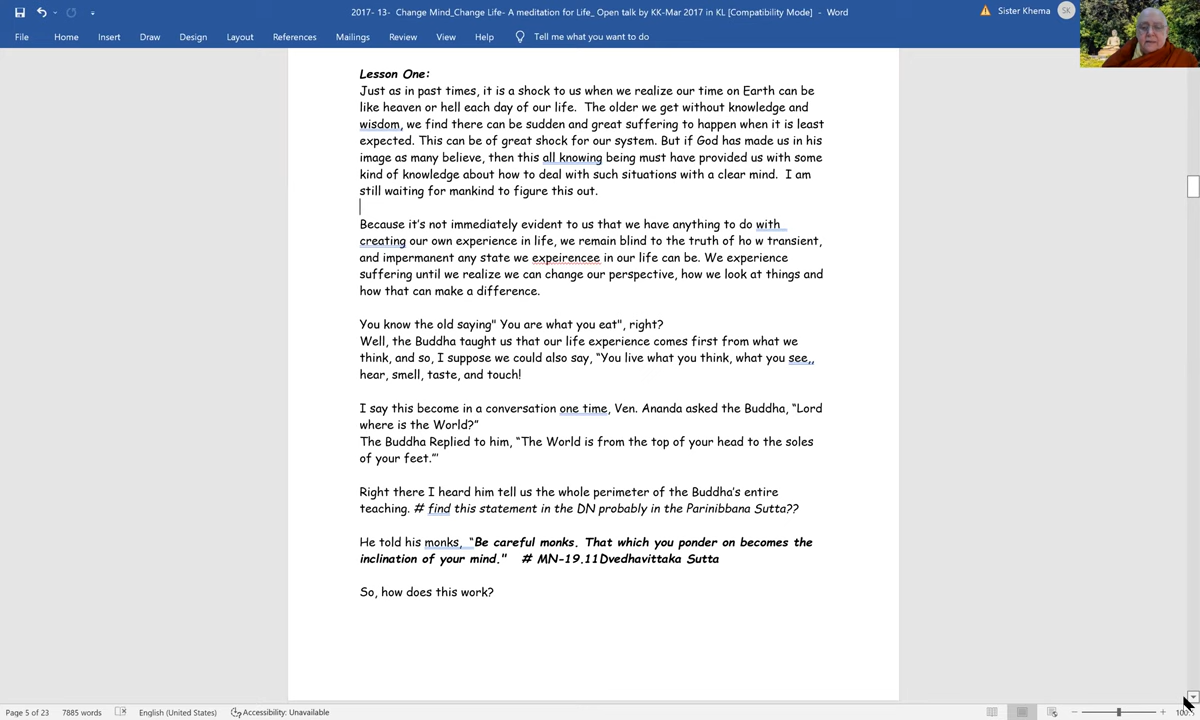 2017- 13-  Change Mind_Change Life- A meditation for Life_ Open talk by KK-Mar 2017 in KL [Compatibility Mode]  -  Word
Sister Khema
SK
File
Home
Insert
Draw
Design
Layout
References
Mailings
Review
View
Help
Tell me what you want to do
Lesson One:
Just as in past times, it is a shock to us when we realize our time on Earth can be
like heaven or hell each day of our life.  The older we get without knowledge and
wisdom, we find there can be sudden and great suffering to happen when it is least
expected. This can be of great shock for our system. But if God has made us in his
image as many believe, then this all knowing being must have provided us with some
kind of knowledge about how to deal with such situations with a clear mind.  I am
still waiting for mankind to figure this out.
Because it's not immediately evident to us that we have anything to do with
creating our own experience in life, we remain blind to the truth of ho w transient,
and impermanent any state we expeirencee in our life can be. We experience
suffering until we realize we can change our perspective, how we look at things and
how that can make a difference.
You know the old saying" You are what you eat", right?
Well, the Buddha taught us that our life experience comes first from what we
think, and so, I suppose we could also say, “You live what you think, what you see,,
hear, smell, taste, and touch!
I say this become in a conversation one time, Ven. Ananda asked the Buddha, “Lord
where is the World?”
The Buddha Replied to him, “The World is from the top of your head to the soles
of your feet.”'
Right there I heard him tell us the whole perimeter of the Buddha’s entire
teaching. # find this statement in the DN probably in the Parinibbana Sutta??
He told his monks, “Be careful monks. That which you ponder on becomes the
inclination of your mind."   # MN-19.11Dvedhavittaka Sutta
So, how does this work?
Page 5 of 23
7885 words
English (United States)
Accessibility: Unavailable